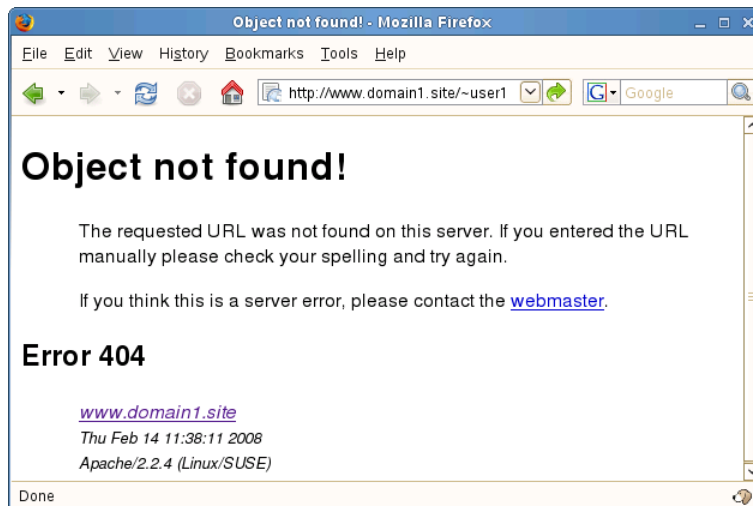 Object not found! - Mozilla Firefox
File Edit View History Bookmarks Tools Help
http://www.domain1.site/~user1 G Google
Object not found!
The requested URL was not found on this server. If you entered the URL
manually please check your spelling and try again.
If you think this is a server error, please contact the webmaster.
Error 404
www.domain1.site
Thu Feb 14 11:38:11 2008
Apache/2.2.4 (Linux/SUSE)
Done